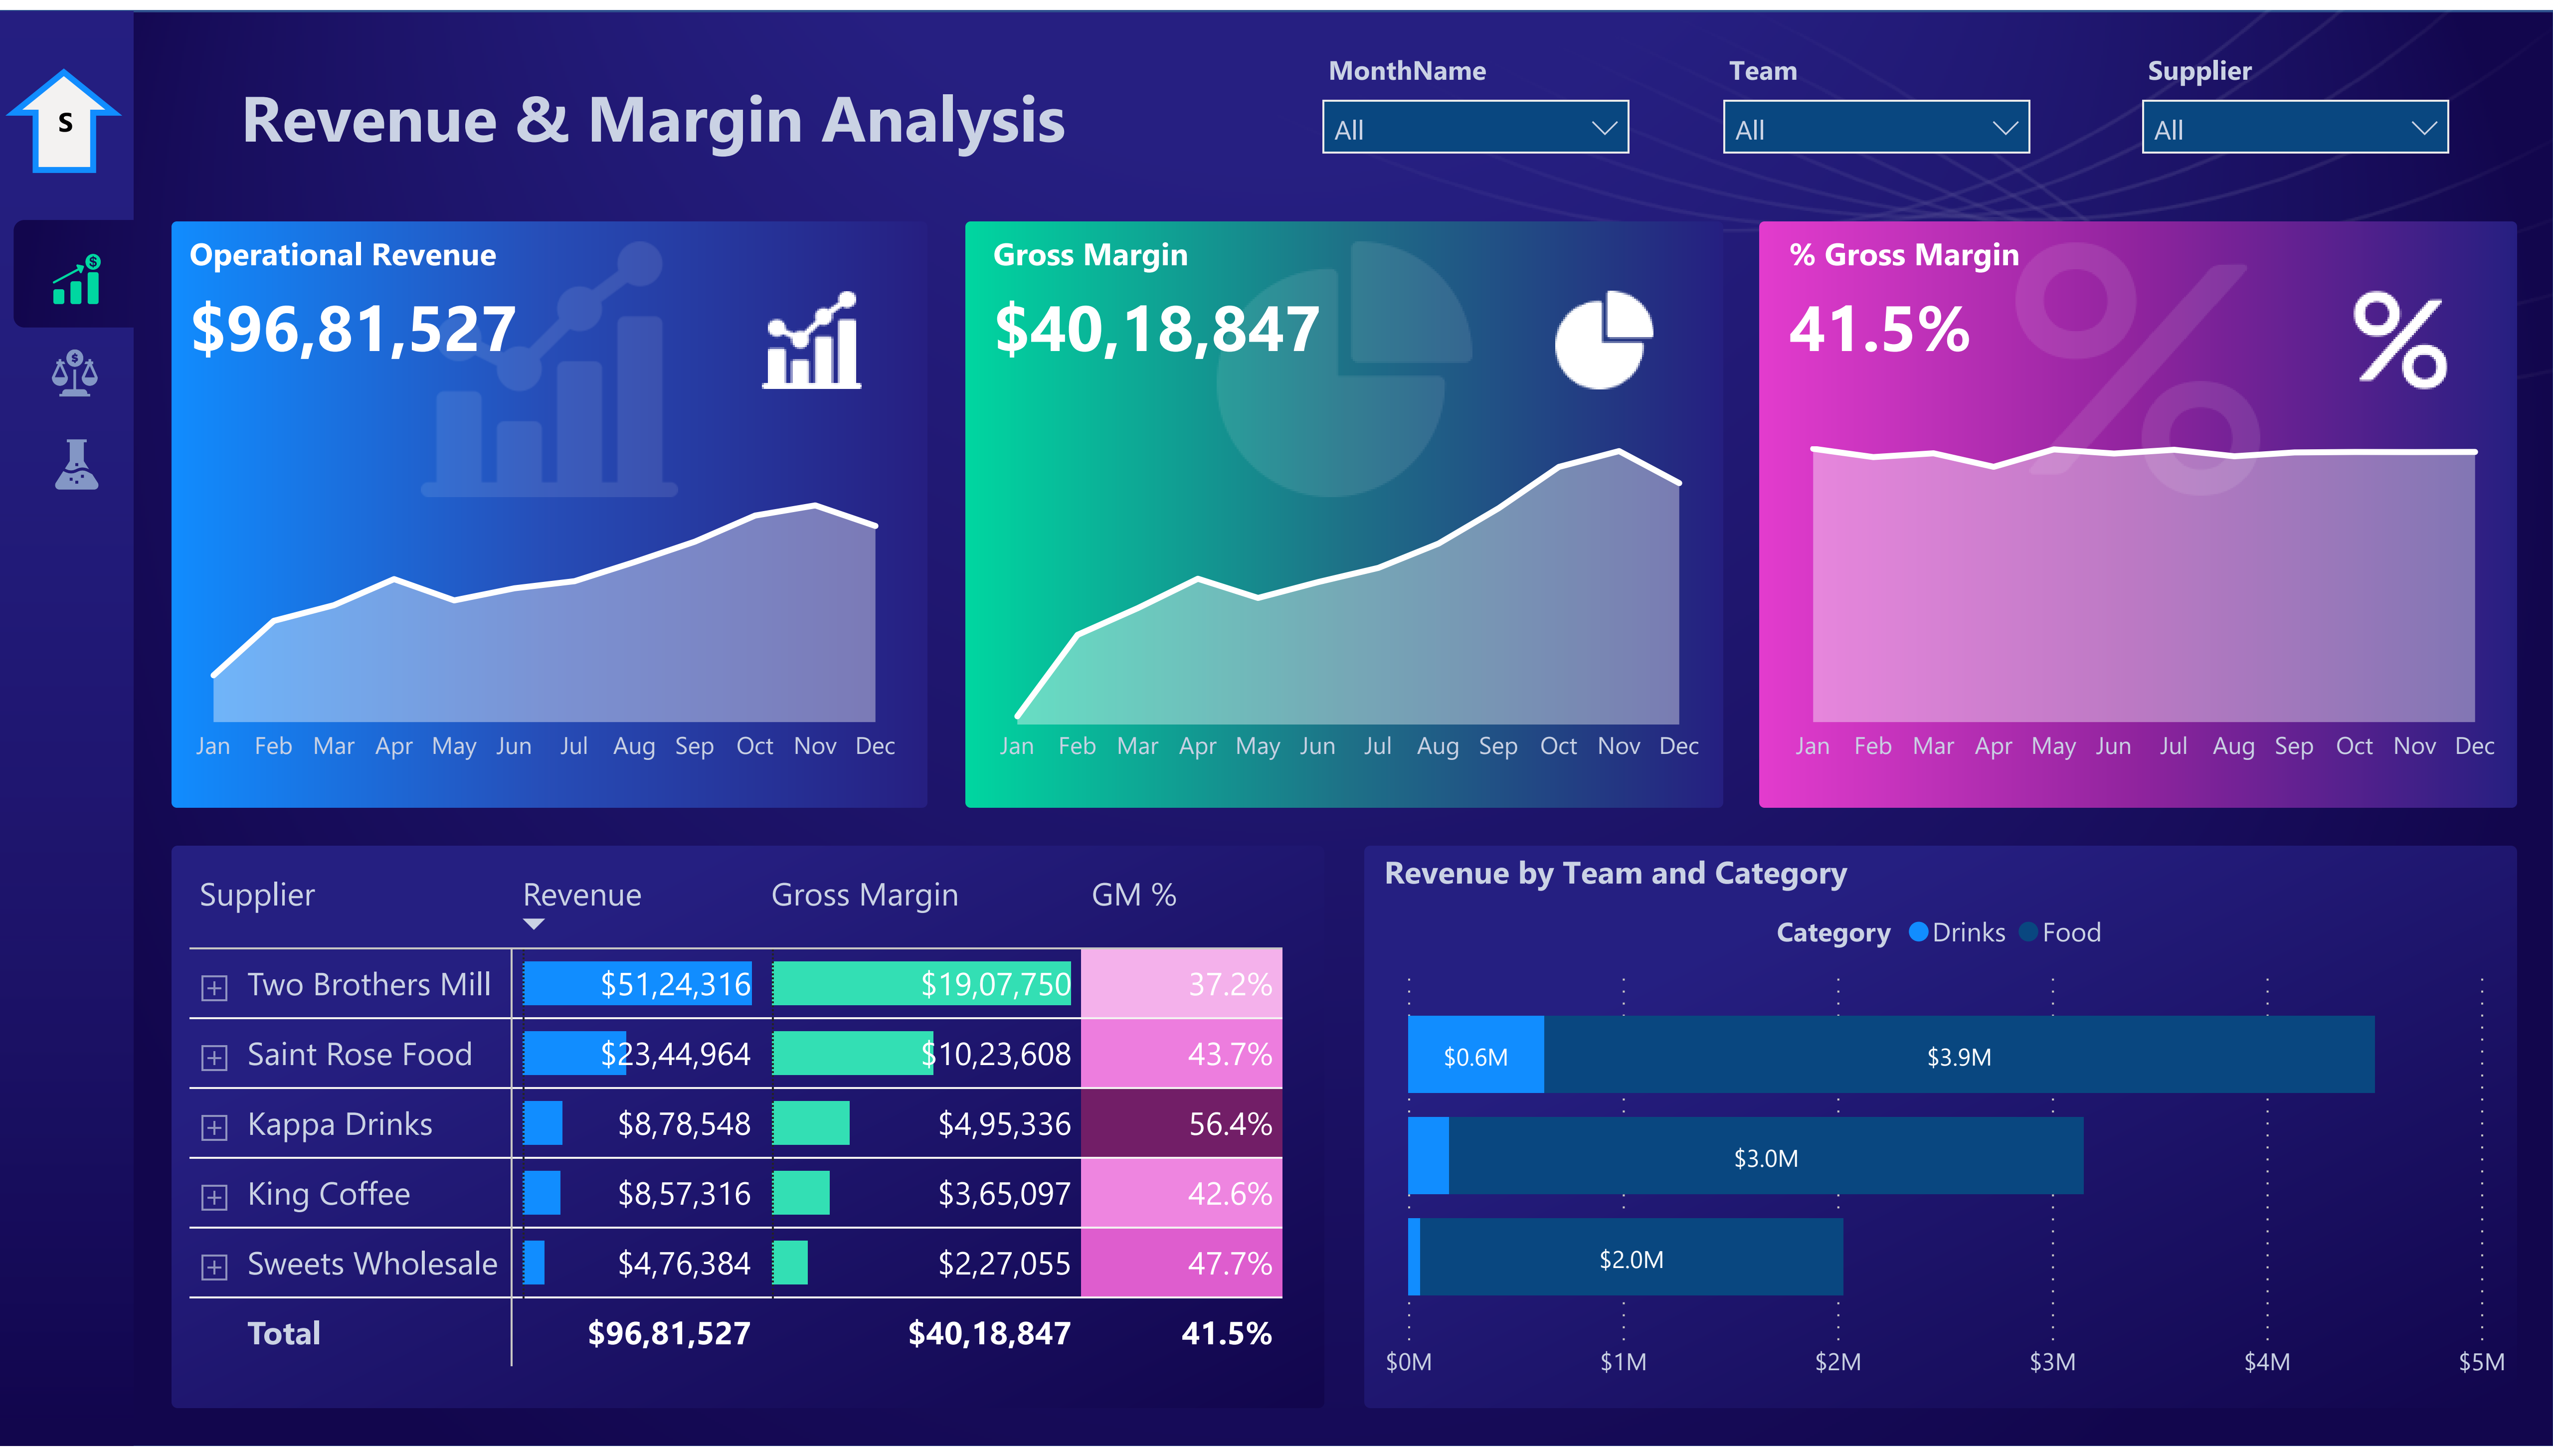 S
Revenue & Margin Analysis
MonthName
All
Team
All
Supplier
All
Operational Revenue
$96,81,527
Jan Feb Mar Apr May Jun Jul Aug Sep Oct Nov Dec
Gross Margin
$40,18,847
Jan Feb Mar Apr May Jun Jul Aug Sep Oct Nov Dec
% Gross Margin
41.5%
Jan Feb Mar Apr May Jun Jul Aug Sep Oct Nov Dec
Supplier Revenue Gross Margin GM %
Two Brothers Mill $51,24,316 $19,07,750 37.2%
Saint Rose Food $23,44,964 $10,23,608 43.7%
Kappa Drinks $8,78,548 $4,95,336 56.4%
King Coffee $8,57,316 $3,65,097 42.6%
Sweets Wholesale $4,76,384 $2,27,055 47.7%
Total $96,81,527 $40,18,847 41.5%
Revenue by Team and Category
Category Drinks Food
$0.6M $3.9M
$3.0M
$2.0M
$0M $1M $2M $3M $4M $5M